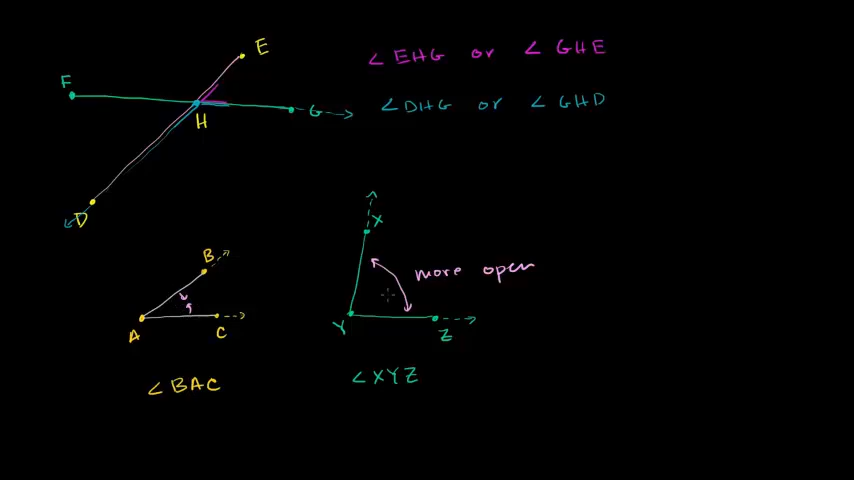 E
∠EHG or ∠GHE
F
∠DHG or ∠GHD
G
H
D
X
B
more open
Y
A
C
Z
∠BAC
∠XYZ